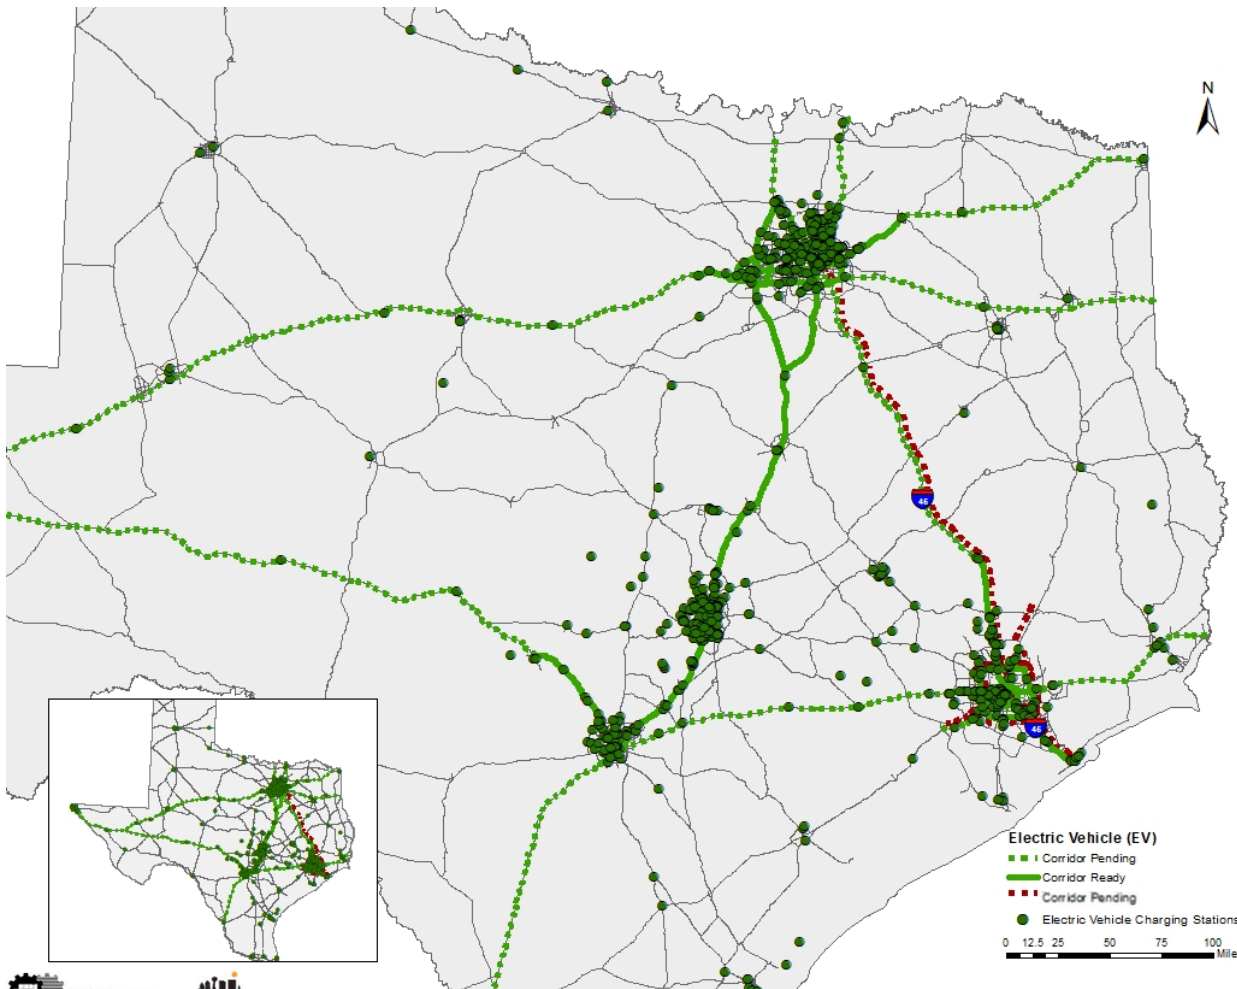 N
45
45
Electric Vehicle (EV)
Corridor Pending
Corridor Ready
Corridor Pending
Electric Vehicle Charging Stations
0 12.5 25 50 75 100
Mile